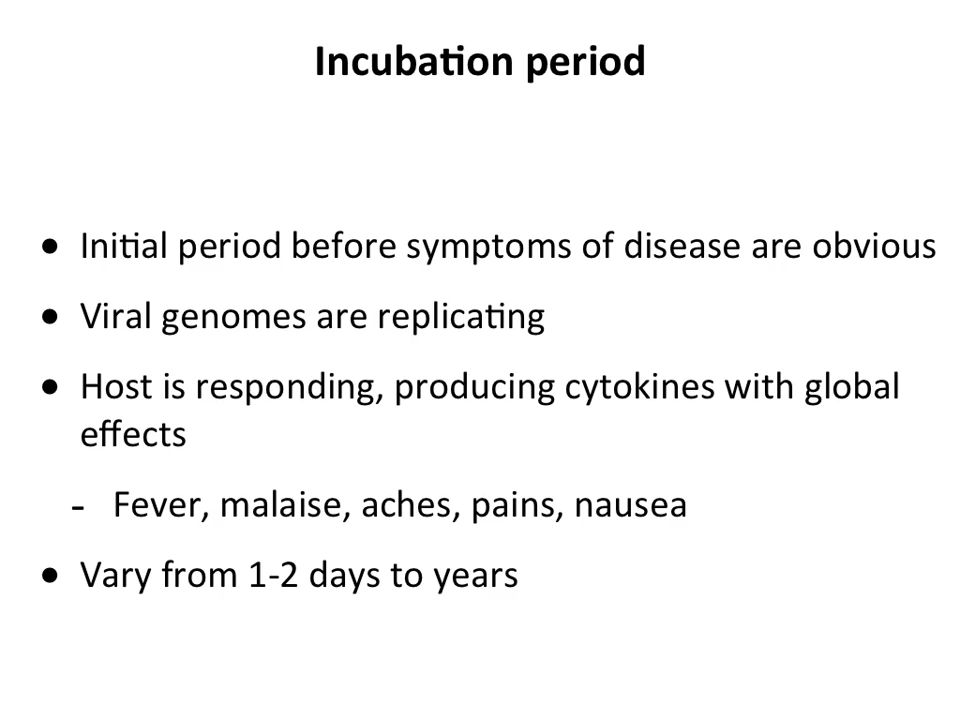 Incubation period
● Initial period before symptoms of disease are obvious
● Viral genomes are replicating
● Host is responding, producing cytokines with global
effects
- Fever, malaise, aches, pains, nausea
● Vary from 1-2 days to years